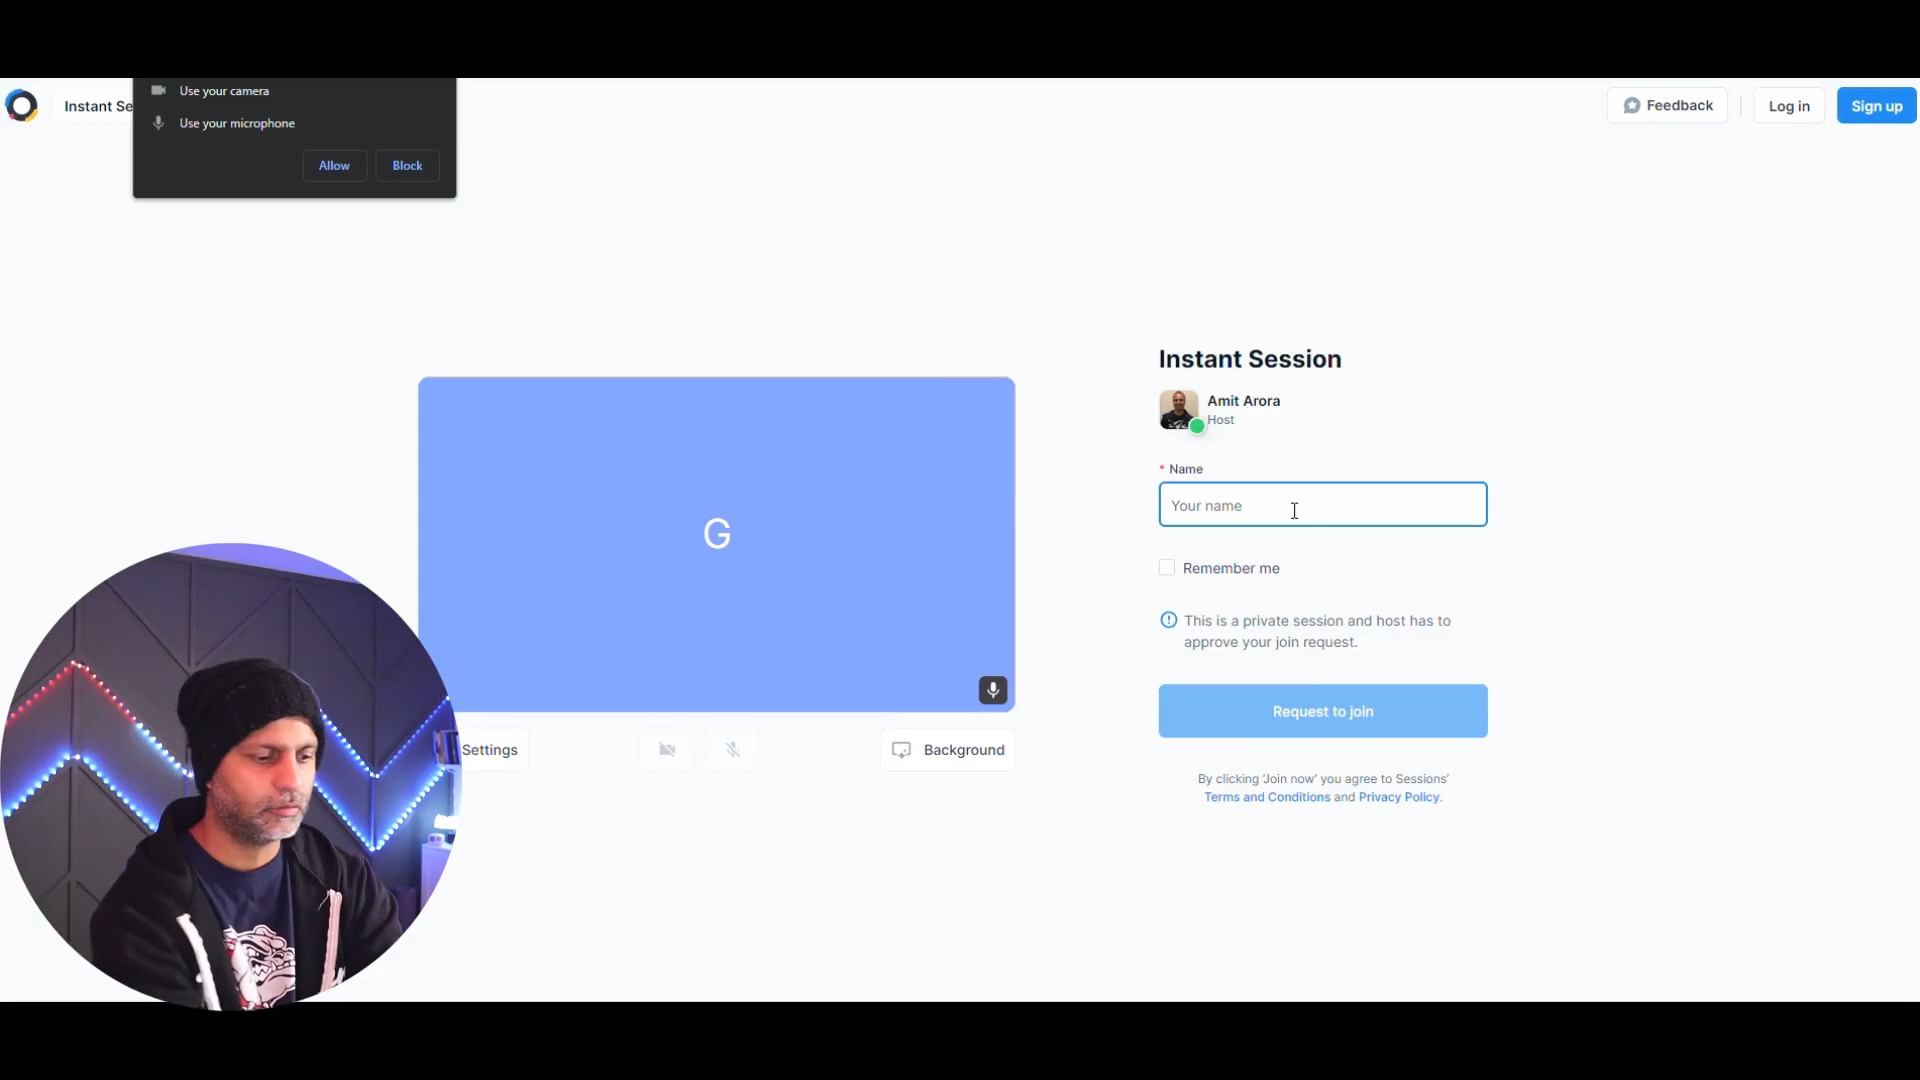 Use your camera
Instant Se
Use your microphone
Allow
Block
Feedback
Log in
Sign up
Instant Session
Amit Arora
Host
* Name
Your name
G
Remember me
This is a private session and host has to
approve your join request.
Request to join
Settings
Background
By clicking ‘Join now’ you agree to Sessions’
Terms and Conditions and Privacy Policy.